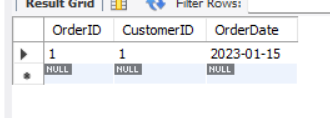 Result Grid Filter Rows:
OrderID CustomerID OrderDate
1 1 2023-01-15
NULL NULL NULL